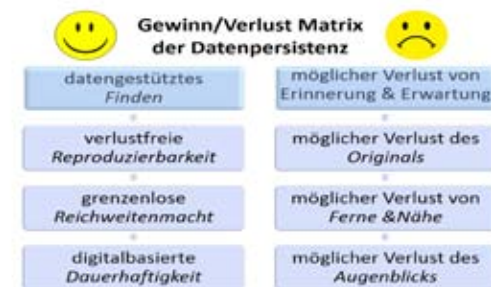 Gewinn/Verlust Matrix
der Datenpersistenz
datengestütztes
Finden
möglicher Verlust von
Erinnerung & Erwartung
verlustfreie
Reproduzierbarkeit
möglicher Verlust des
Originals
grenzenlose
Reichweitenmacht
möglicher Verlust von
Ferne &Nähe
digitalbasierte
Dauerhaftigkeit
möglicher Verlust des
Augenblicks